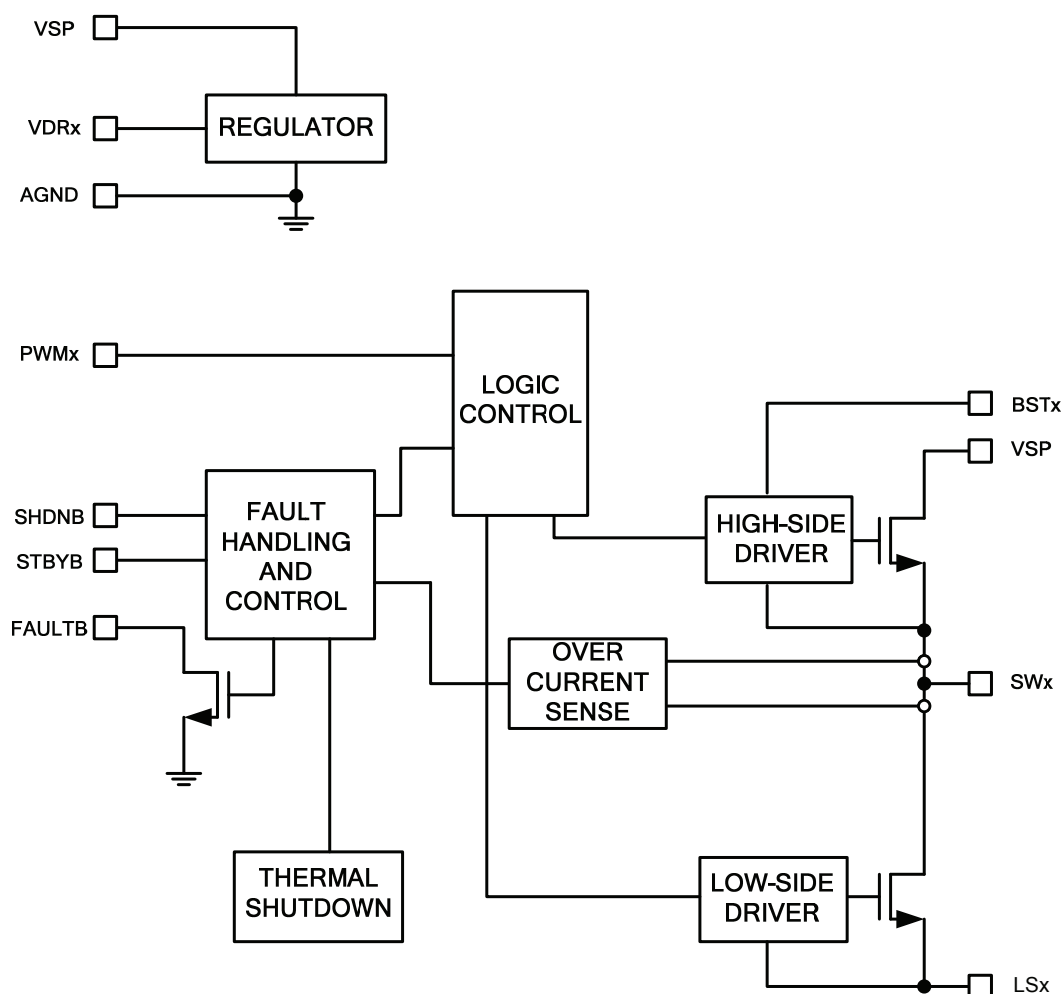 VSP
VDRx
REGULATOR
AGND
PWMx
LOGIC
CONTROL
BSTx
VSP
SHDNB
STBYB
FAULTB
FAULT
HANDLING
AND
CONTROL
HIGH-SIDE
DRIVER
OVER
CURRENT
SENSE
SWx
THERMAL
SHUTDOWN
LOW-SIDE
DRIVER
LSx